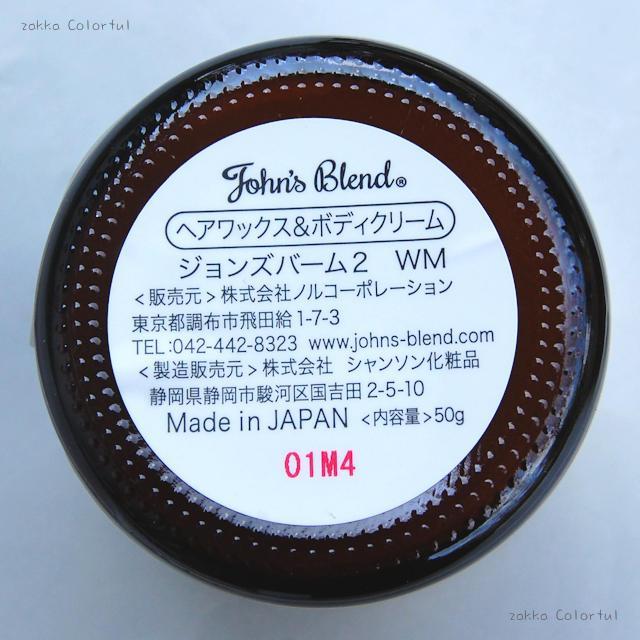 zakka Colorful
John's Blend®
ヘアワックス&ボディクリーム
ジョンズバーム2 WM
<販売元>株式会社ノルコーポレーション
東京都調布市飛田給1-7-3
TEL:042-442-8323 www.johns-blend.com
<製造販売元>株式会社 シャンソン化粧品
静岡県静岡市駿河区国吉田2-5-10
Made in JAPAN <内容量>50g
01M4
zakka Colorful